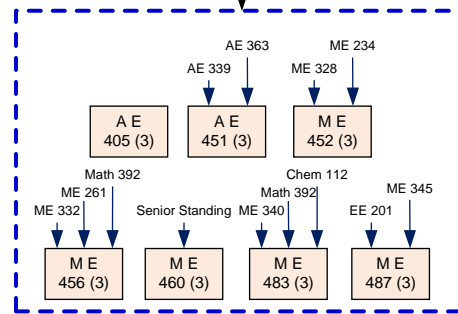 AE 363
ME 234
AE 339
ME 328
A E
405 (3)
A E
451 (3)
M E
452 (3)
Math 392
Chem 112
ME 261
Math 392
ME 345
ME 332
Senior Standing
ME 340
EE 201
M E
456 (3)
M E
460 (3)
M E
483 (3)
M E
487 (3)